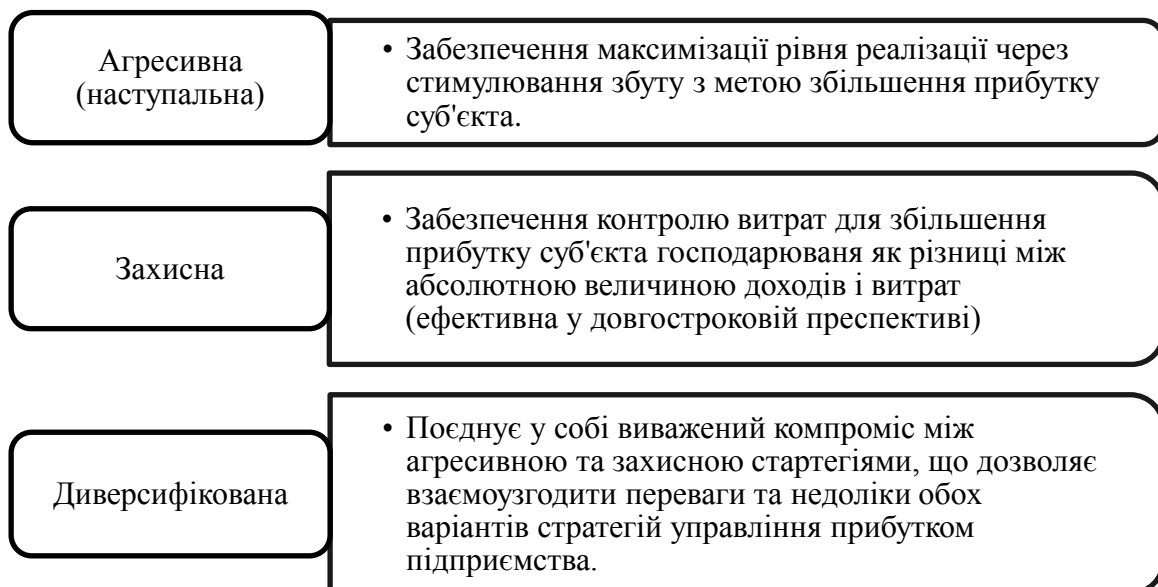 Агресивна
(наступальна)
• Забезпечення максимізації рівня реалізації через
стимулювання збуту з метою збільшення прибутку
суб'єкта.
Захисна
• Забезпечення контролю витрат для збільшення
прибутку суб'єкта господарюваня як різниці між
абсолютною величиною доходів і витрат
(ефективна у довгостроковій преспективі)
Диверсифікована
• Поєднує у собі виважений компроміс між
агресивною та захисною стартегіями, що дозволяє
взаємоузгодити переваги та недоліки обох
варіантів стратегій управління прибутком
підприємства.